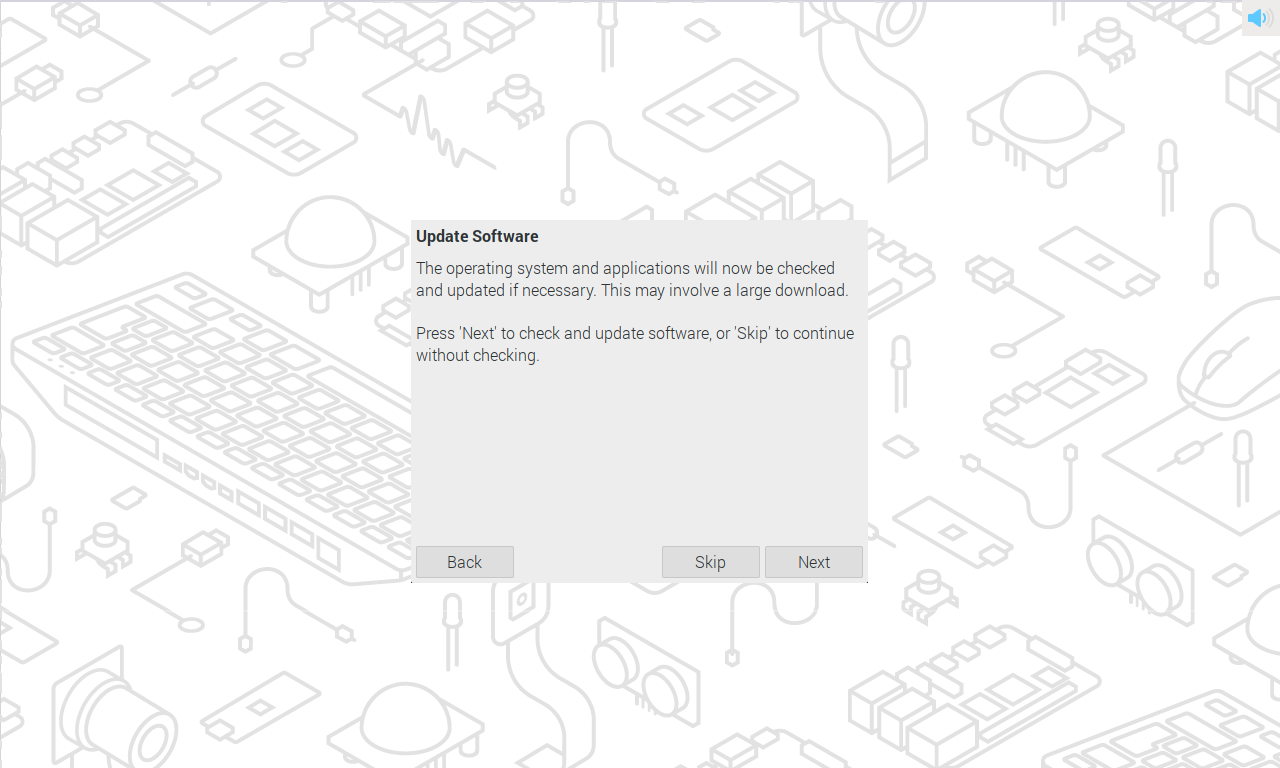 Update Software
The operating system and applications will now be checked
and updated if necessary. This may involve a large download.
Press 'Next' to check and update software, or 'Skip' to continue
without checking.
Back
Skip
Next